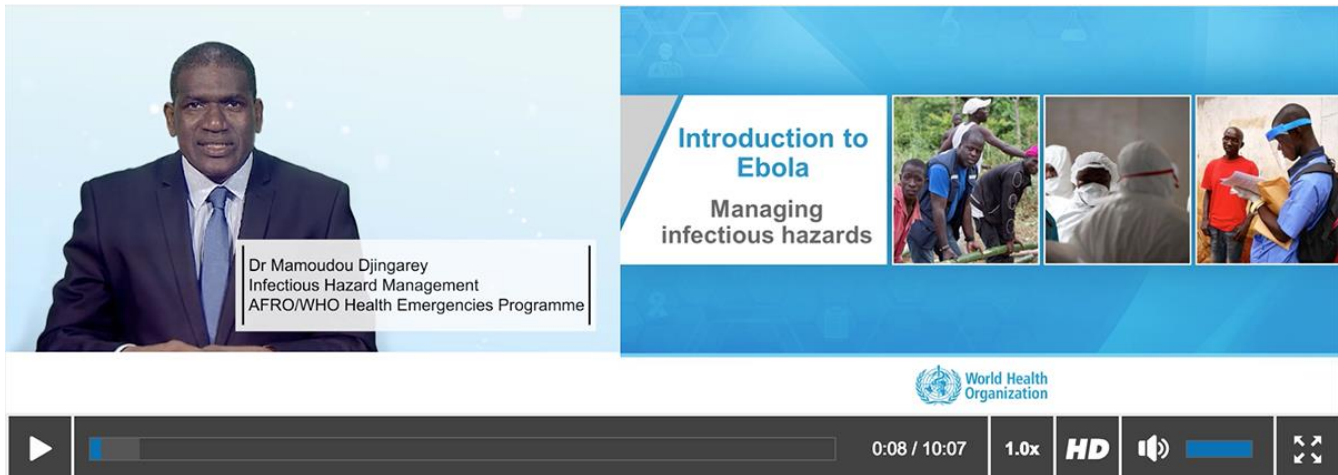 Dr Mamoudou Djingarey
Infectious Hazard Management
AFRO/WHO Health Emergencies Programme
Introduction to
Ebola
Managing
infectious hazards
World Health
Organization
0:08 / 10:07
1.0x
HD